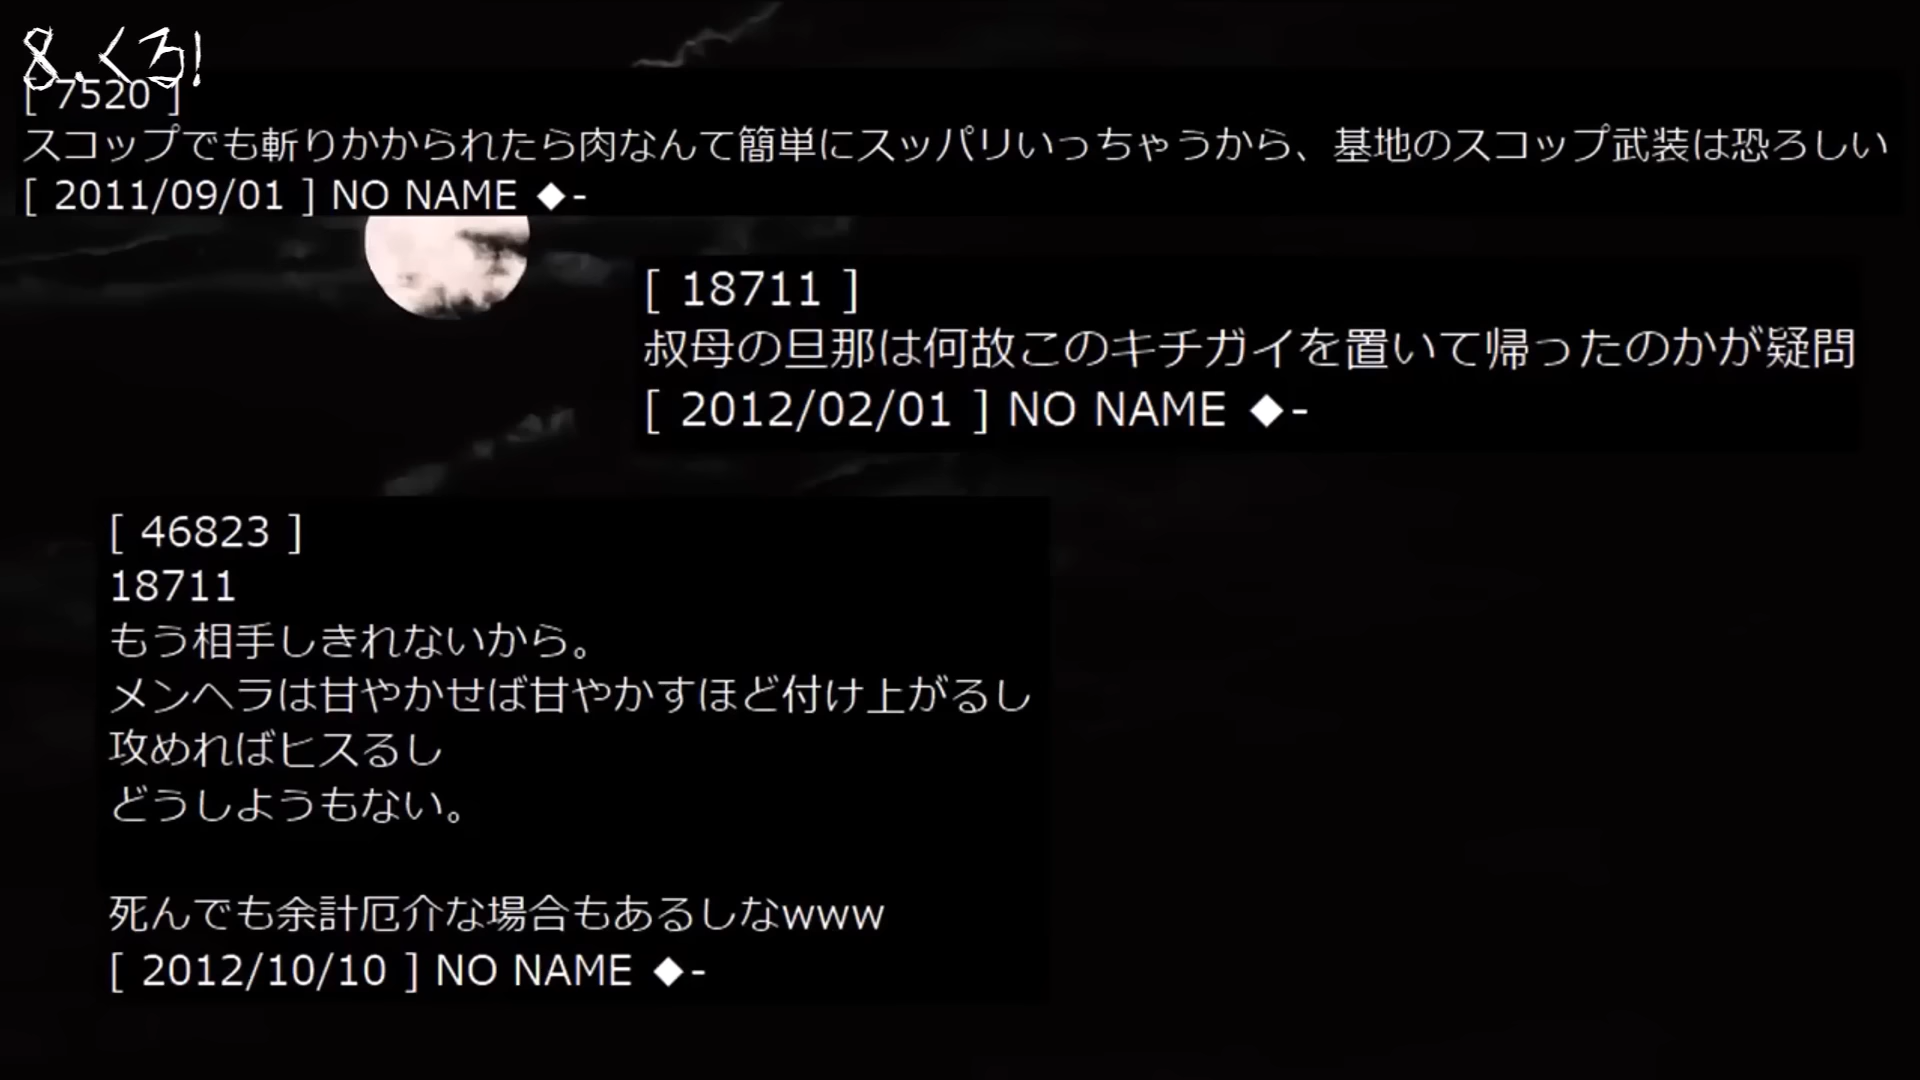 8.くろ!
[ 7520 ]
スコップでも斬りかかられたら肉なんて簡単にスッパリいっちゃうから、基地のスコップ武装は恐ろしい
[ 2011/09/01 ] NO NAME ◆-
[ 18711 ]
叔母の旦那は何故このキチガイを置いて帰ったのかが疑問
[ 2012/02/01 ] NO NAME ◆-
[ 46823 ]
18711
もう相手しきれないから。
メンヘラは甘やかせば甘やかすほど付け上がるし
攻めればヒスるし
どうしようもない。
死んでも余計厄介な場合もあるしなwww
[ 2012/10/10 ] NO NAME ◆-